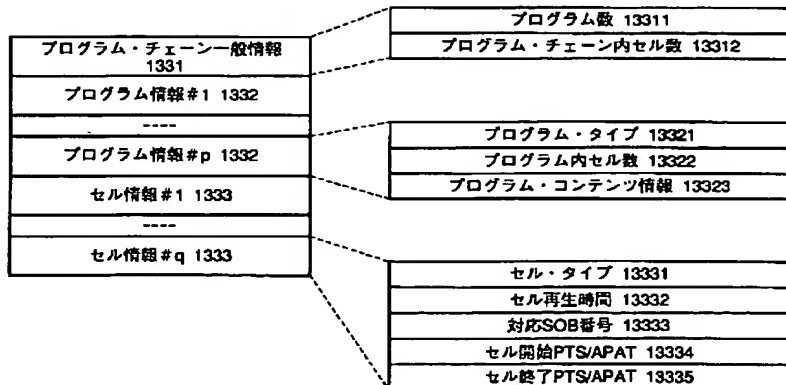 プログラム・チェーン一般情報
1331
プログラム情報#1 1332
----
プログラム情報#p 1332
セル情報#1 1333
----
セル情報#q 1333
プログラム数 13311
プログラム・チェーン内セル数 13312
プログラム・タイプ 13321
プログラム内セル数 13322
プログラム・コンテンツ情報 13323
セル・タイプ 13331
セル再生時間 13332
対応SOB番号 13333
セル開始PTS/APAT 13334
セル終了PTS/APAT 13335